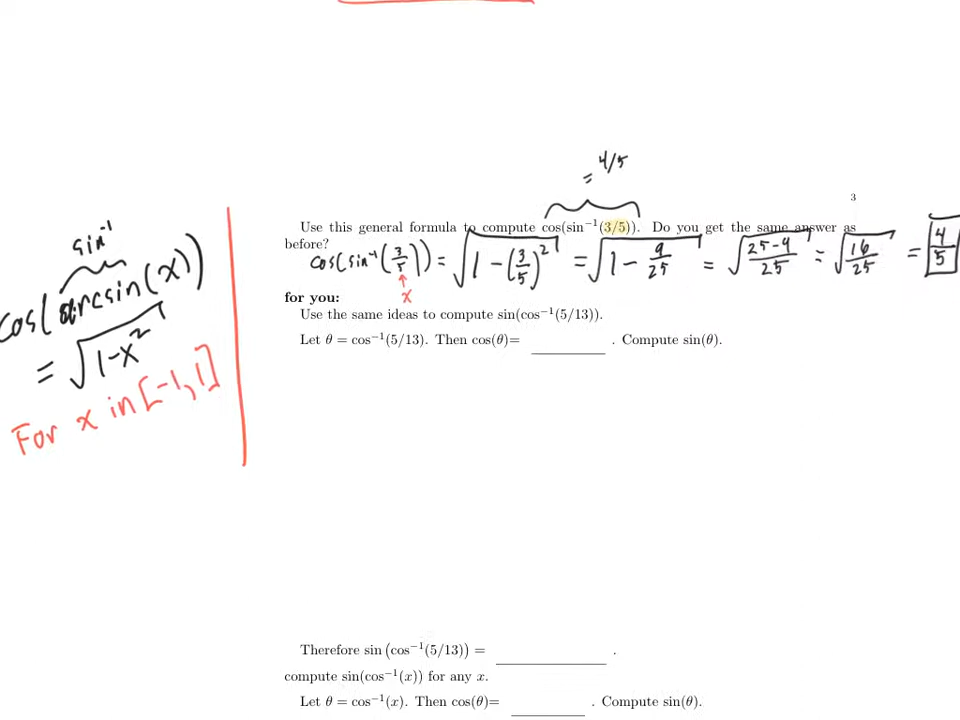 = 4/5
3
Use this general formula to compute cos(sin⁻¹(3/5)). Do you get the same answer as
before?
cos(sin⁻¹(3/5)) = √(1 - (3/5)²) = √(1 - 9/25) = √((25-9)/25) = √(16/25) = 4/5
x
for you:
Use the same ideas to compute sin(cos⁻¹(5/13)).
Let θ = cos⁻¹(5/13). Then cos(θ)= ________ . Compute sin(θ).
sin⁻¹
cos(arcsin(x))
= √(1-x²)
For x in [-1,1]
Therefore sin (cos⁻¹(5/13)) = ____________ .
compute sin(cos⁻¹(x)) for any x.
Let θ = cos⁻¹(x). Then cos(θ)= ________ . Compute sin(θ).